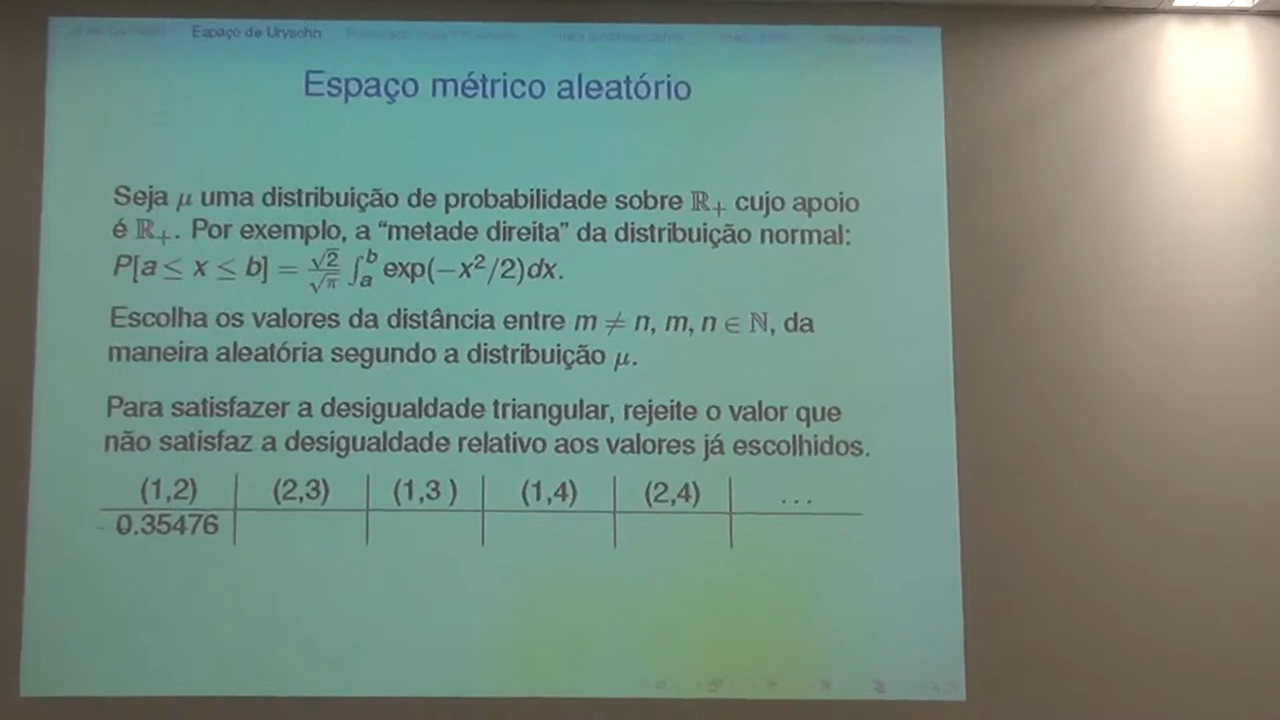 Espaço de Urysohn
Espaço métrico aleatório
Seja μ uma distribuição de probabilidade sobre ℝ₊ cujo apoio
é ℝ₊. Por exemplo, a “metade direita” da distribuição normal:
P[a ≤ x ≤ b] = √2/√π ∫ₐᵇ exp(−x²/2)dx.
Escolha os valores da distância entre m ≠ n, m, n ∈ ℕ, da
maneira aleatória segundo a distribuição μ.
Para satisfazer a desigualdade triangular, rejeite o valor que
não satisfaz a desigualdade relativo aos valores já escolhidos.
(1,2) (2,3) (1,3 ) (1,4) (2,4) ...
0.35476